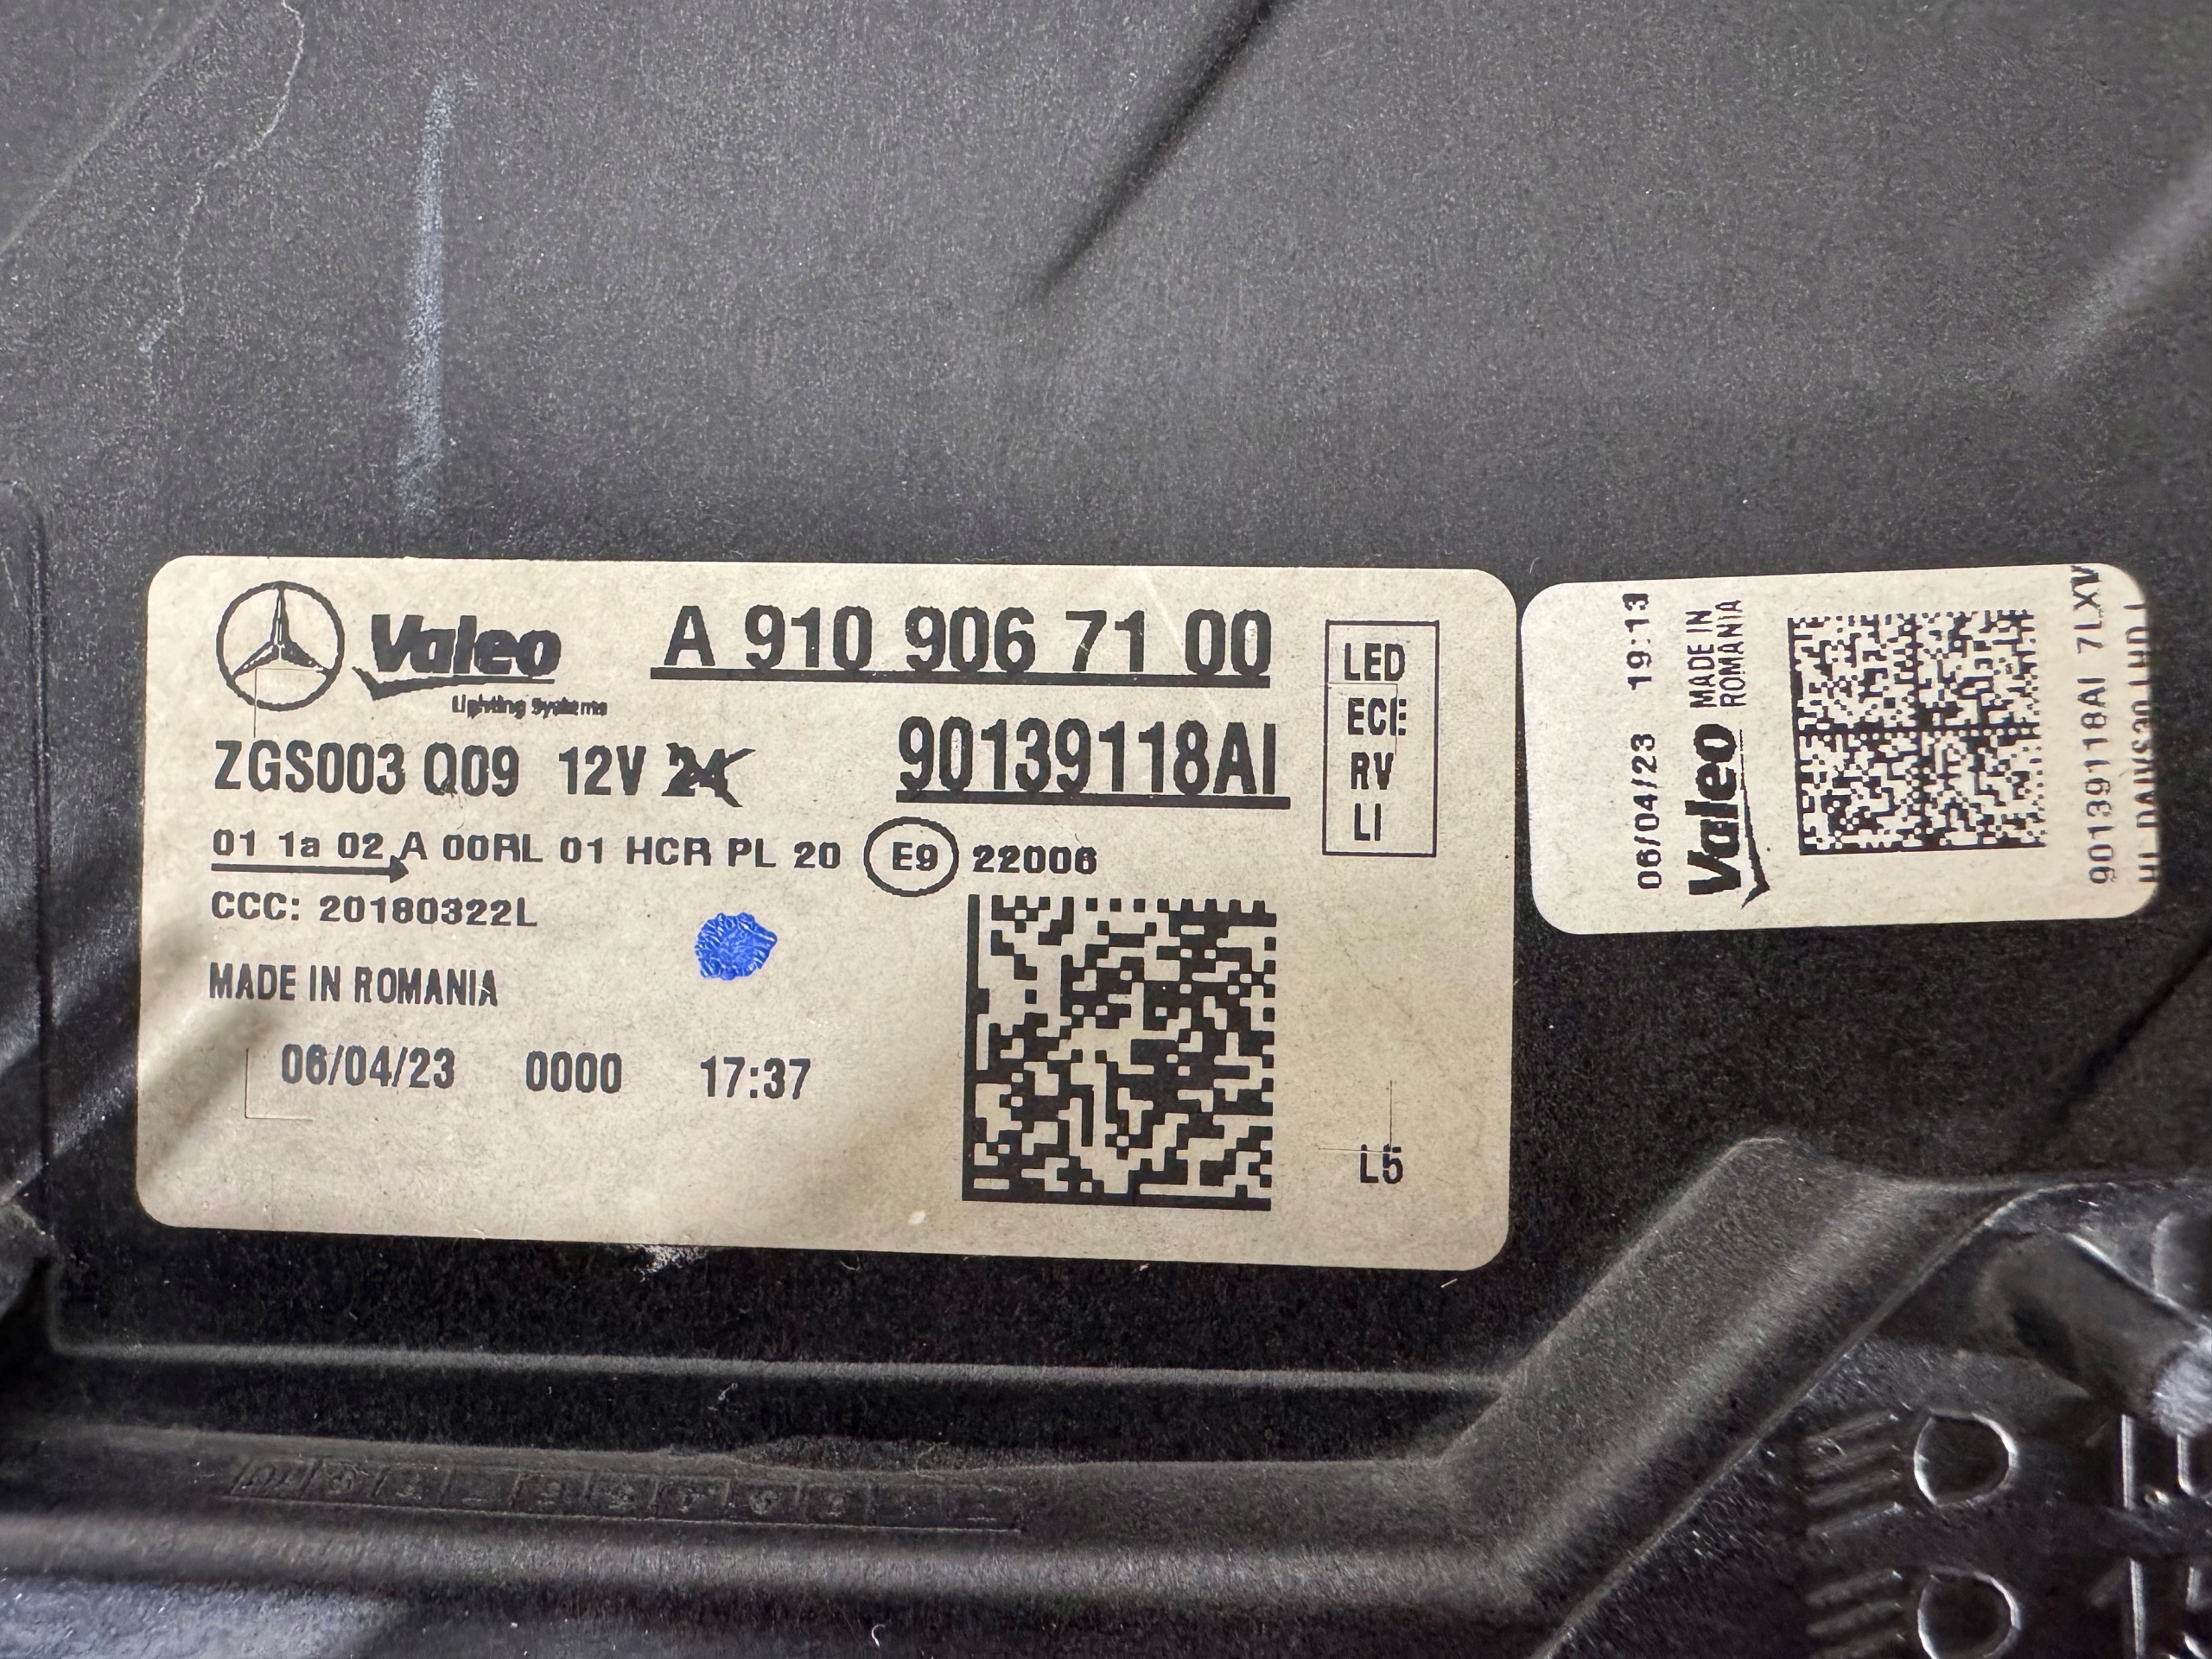 Valeo
Lighting Systems
A 910 906 71 00
ZGS003 Q09 12V 24
90139118AI
LED
ECE
RV
LI
01 1a 02 A 00RL 01 HCR PL 20 E9 22006
CCC: 20180322L
MADE IN ROMANIA
06/04/23 0000 17:37
L5
06/04/23 19:13
Valeo MADE IN
ROMANIA
90139118AI 7LXV